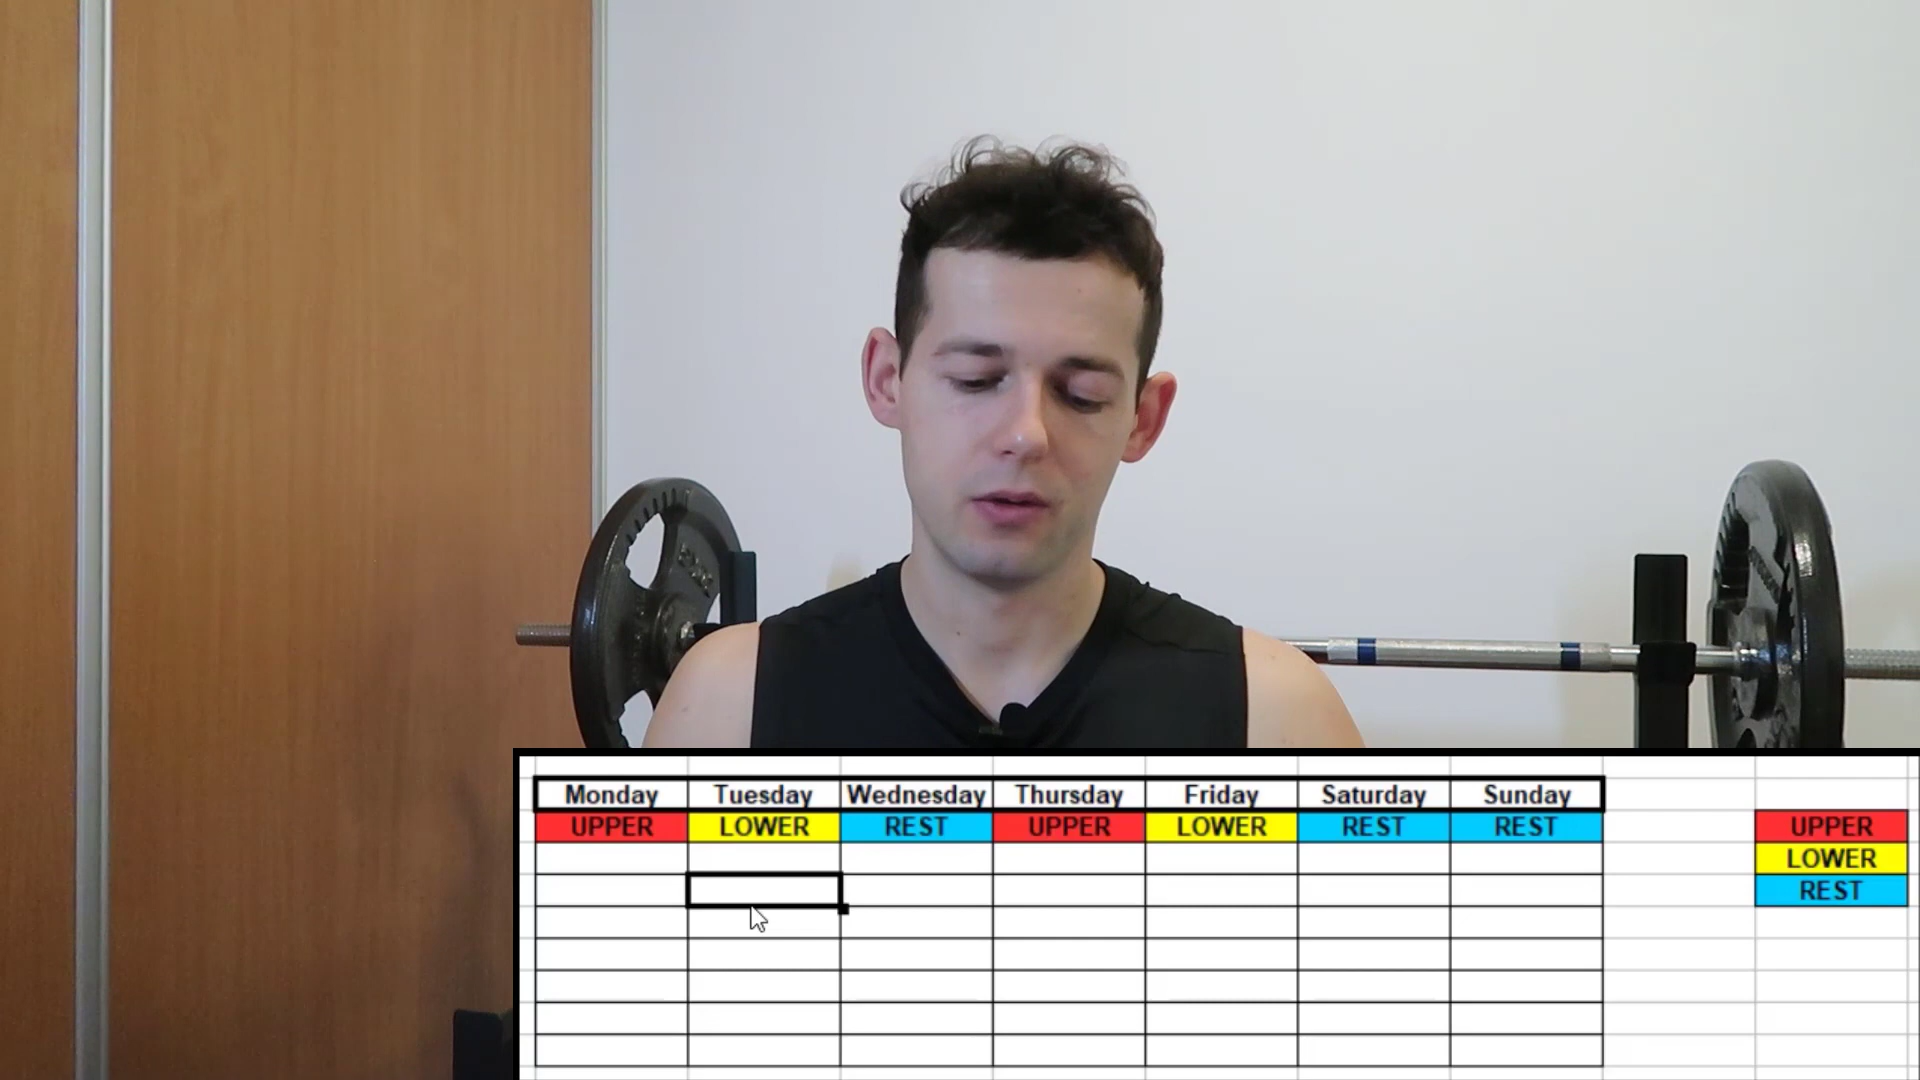 Monday Tuesday Wednesday Thursday Friday Saturday Sunday
UPPER LOWER REST UPPER LOWER REST REST UPPER
LOWER
REST